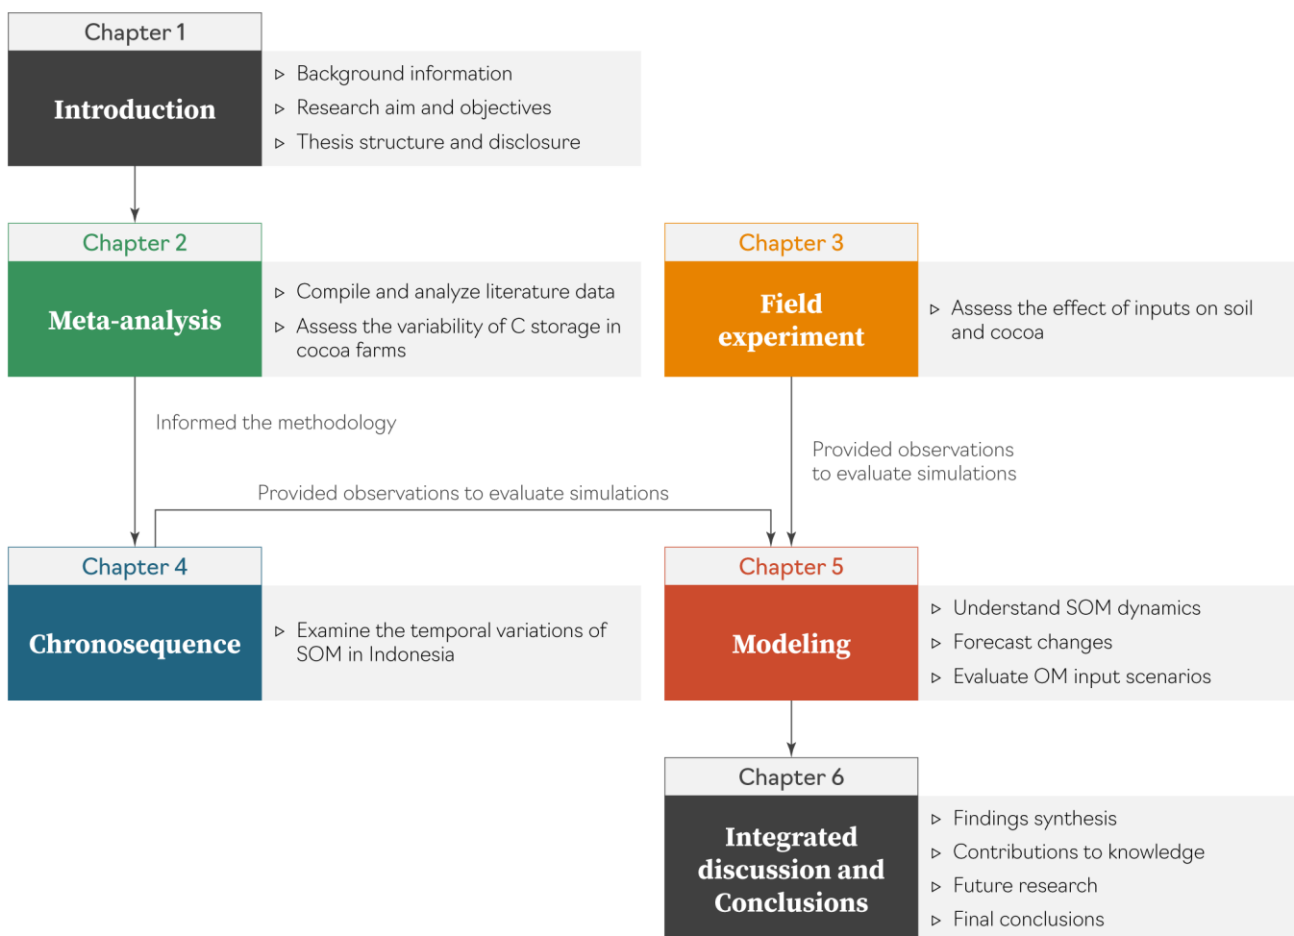 Chapter 1
Introduction
Background information
Research aim and objectives
Thesis structure and disclosure
Chapter 2
Meta-analysis
Compile and analyze literature data
Assess the variability of C storage in
cocoa farms
Chapter 3
Field
experiment
Assess the effect of inputs on soil
and cocoa
Informed the methodology
Provided observations
to evaluate simulations
Provided observations to evaluate simulations
Chapter 4
Chronosequence
Examine the temporal variations of
SOM in Indonesia
Chapter 5
Modeling
Understand SOM dynamics
Forecast changes
Evaluate OM input scenarios
Chapter 6
Integrated
discussion and
Conclusions
Findings synthesis
Contributions to knowledge
Future research
Final conclusions